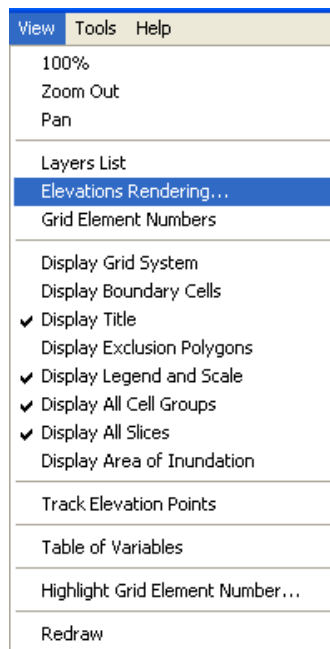 View Tools Help
100%
Zoom Out
Pan
Layers List
Elevations Rendering...
Grid Element Numbers
Display Grid System
Display Boundary Cells
Display Title
Display Exclusion Polygons
Display Legend and Scale
Display All Cell Groups
Display All Slices
Display Area of Inundation
Track Elevation Points
Table of Variables
Highlight Grid Element Number...
Redraw